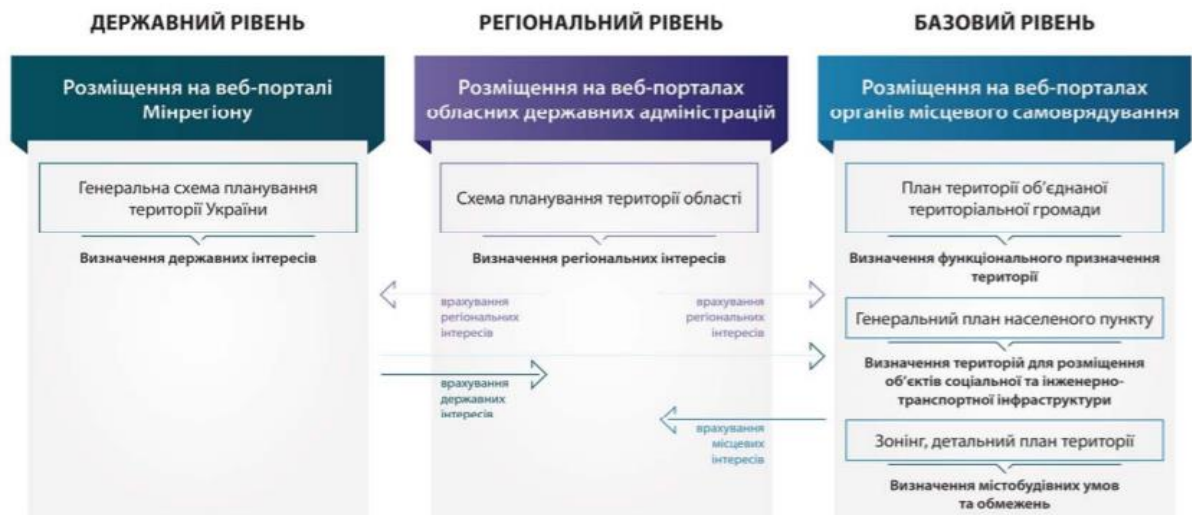 ДЕРЖАВНИЙ РІВЕНЬ
Розміщення на веб-порталі
Мінрегіону
Генеральна схема планування
території України
Визначення державних інтересів
РЕГІОНАЛЬНИЙ РІВЕНЬ
Розміщення на веб-порталах
обласних державних адміністрацій
Схема планування території області
Визначення регіональних інтересів
врахування
регіональних
інтересів
врахування
регіональних
інтересів
врахування
державних
інтересів
врахування
місцевих
інтересів
БАЗОВИЙ РІВЕНЬ
Розміщення на веб-порталах
органів місцевого самоврядування
План території об'єднаної
територіальної громади
Визначення функціонального призначення
території
Генеральний план населеного пункту
Визначення територій для розміщення
об'єктів соціальної та інженерно-
транспортної інфраструктури
Зонінг, детальний план території
Визначення містобудівних умов
та обмежень